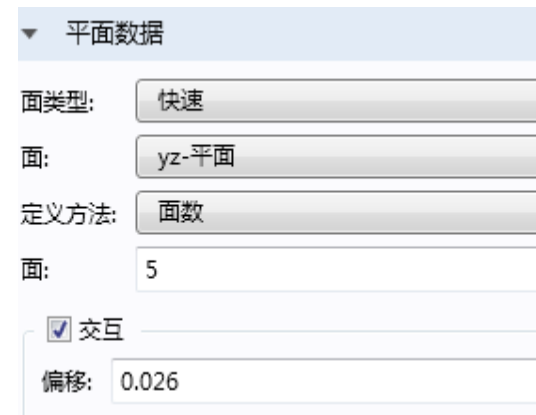 平面数据
面类型: 快速
面: yz-平面
定义方法: 面数
面: 5
交互
偏移: 0.026